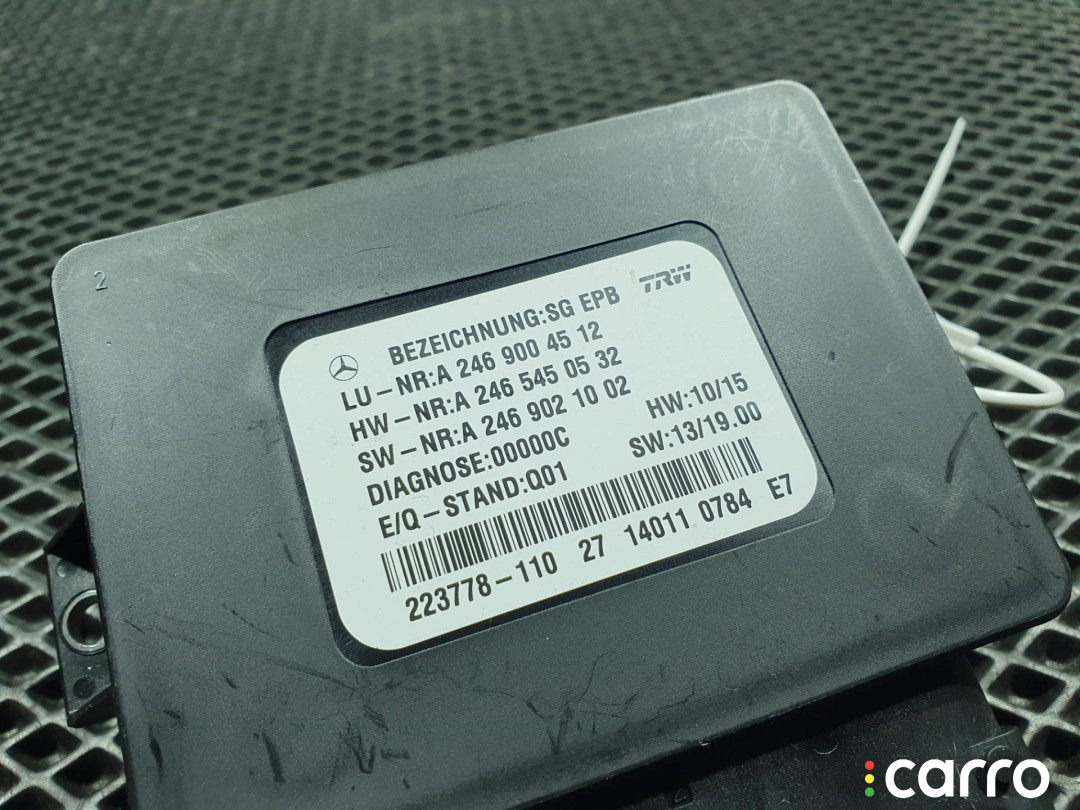 2
TRW
BEZEICHNUNG:SG EPB
LU-NR:A 246 900 45 12
HW-NR:A 246 545 05 32
SW-NR:A 246 902 10 02
HW:10/15
DIAGNOSE:00000C
SW:13/19.00
E/Q-STAND:Q01
223778-110 27 14011 0784 E7
carro